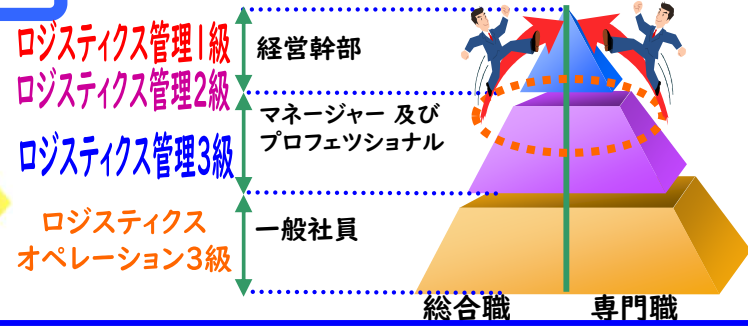 ロジスティクス管理1級
ロジスティクス管理2級
ロジスティクス管理3級
ロジスティクス
オペレーション3級
経営幹部
マネージャー 及び
プロフェツショナル
一般社員
総合職
専門職